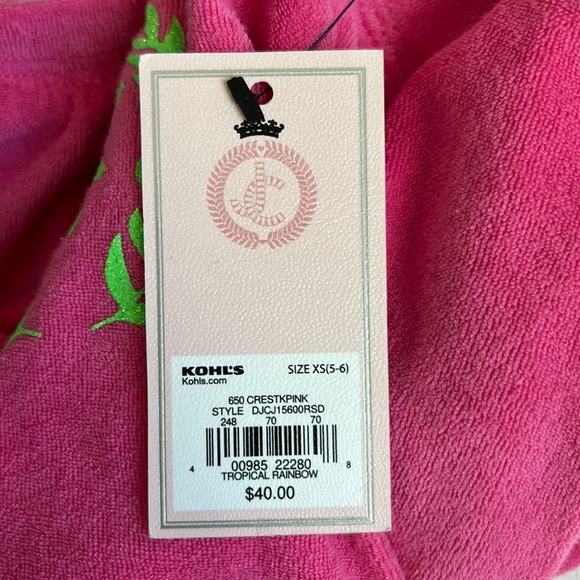 JC
KOHL'S
Kohls.com
SIZE XS(5-6)
650 CRESTKPINK
STYLE DJCJ15600RSD
248 70 70
4 00985 22280 8
TROPICAL RAINBOW
$40.00